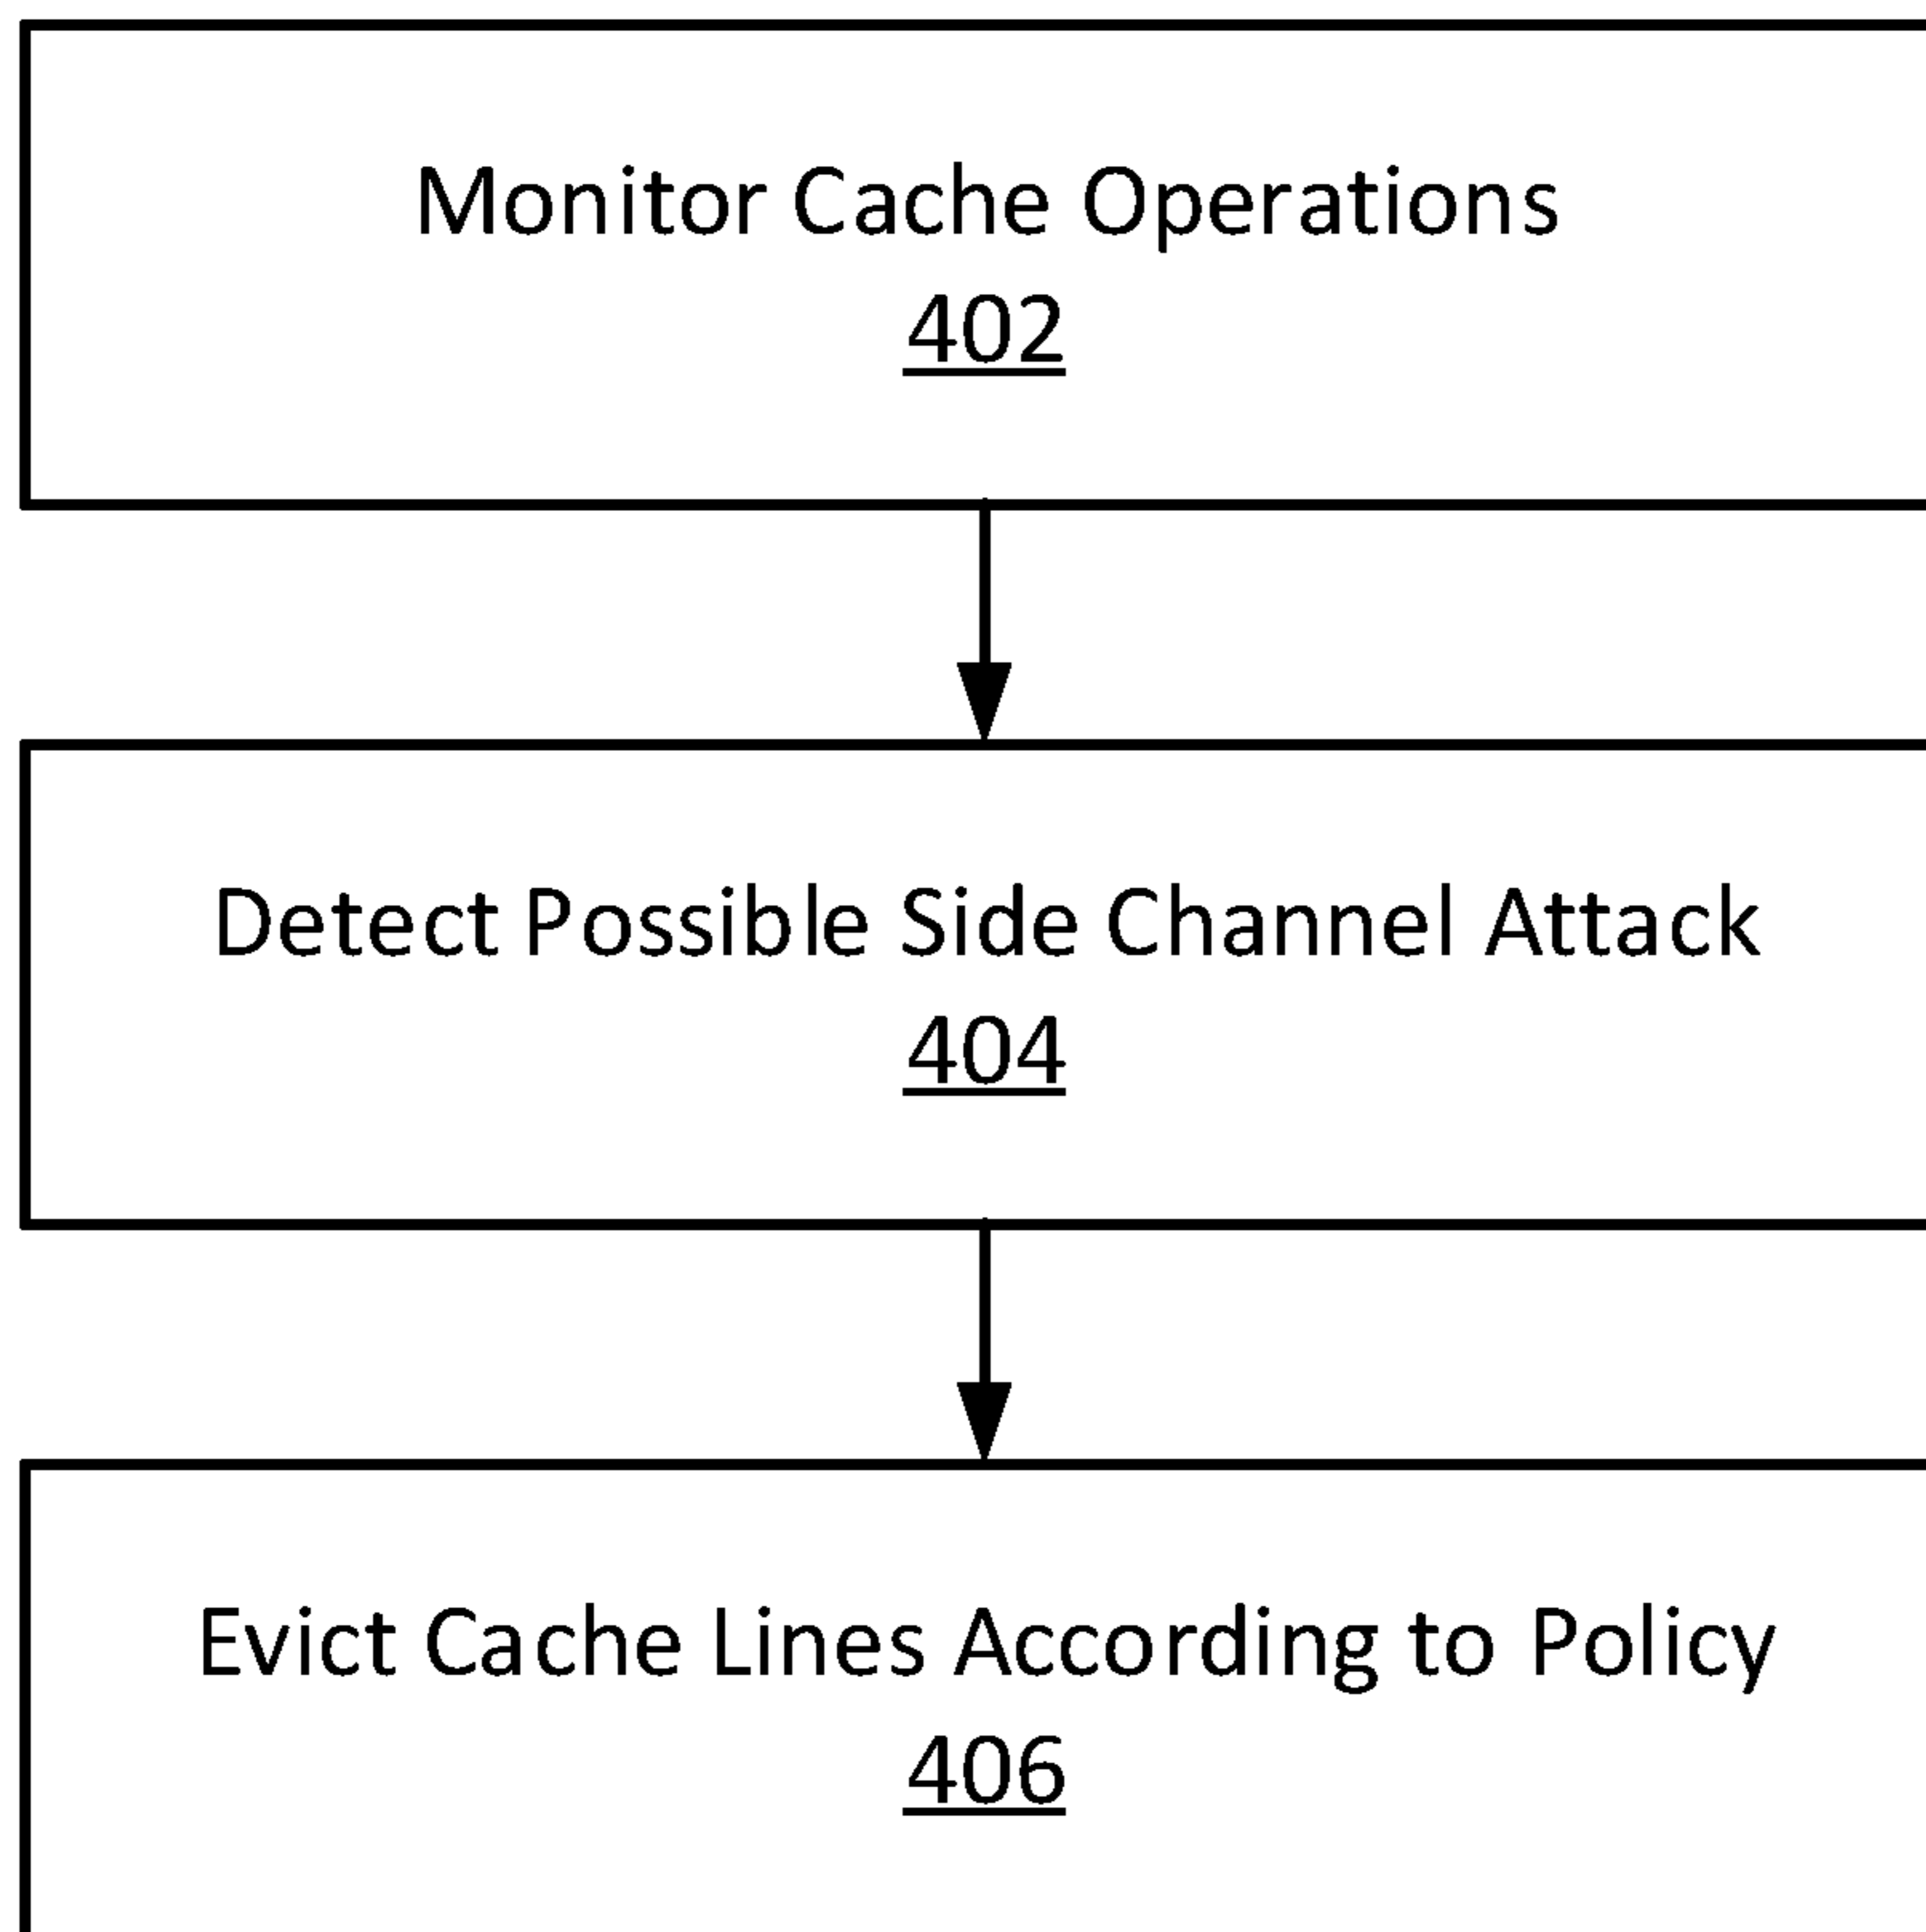 Monitor Cache Operations
402
Detect Possible Side Channel Attack
404
Evict Cache Lines According to Policy
406